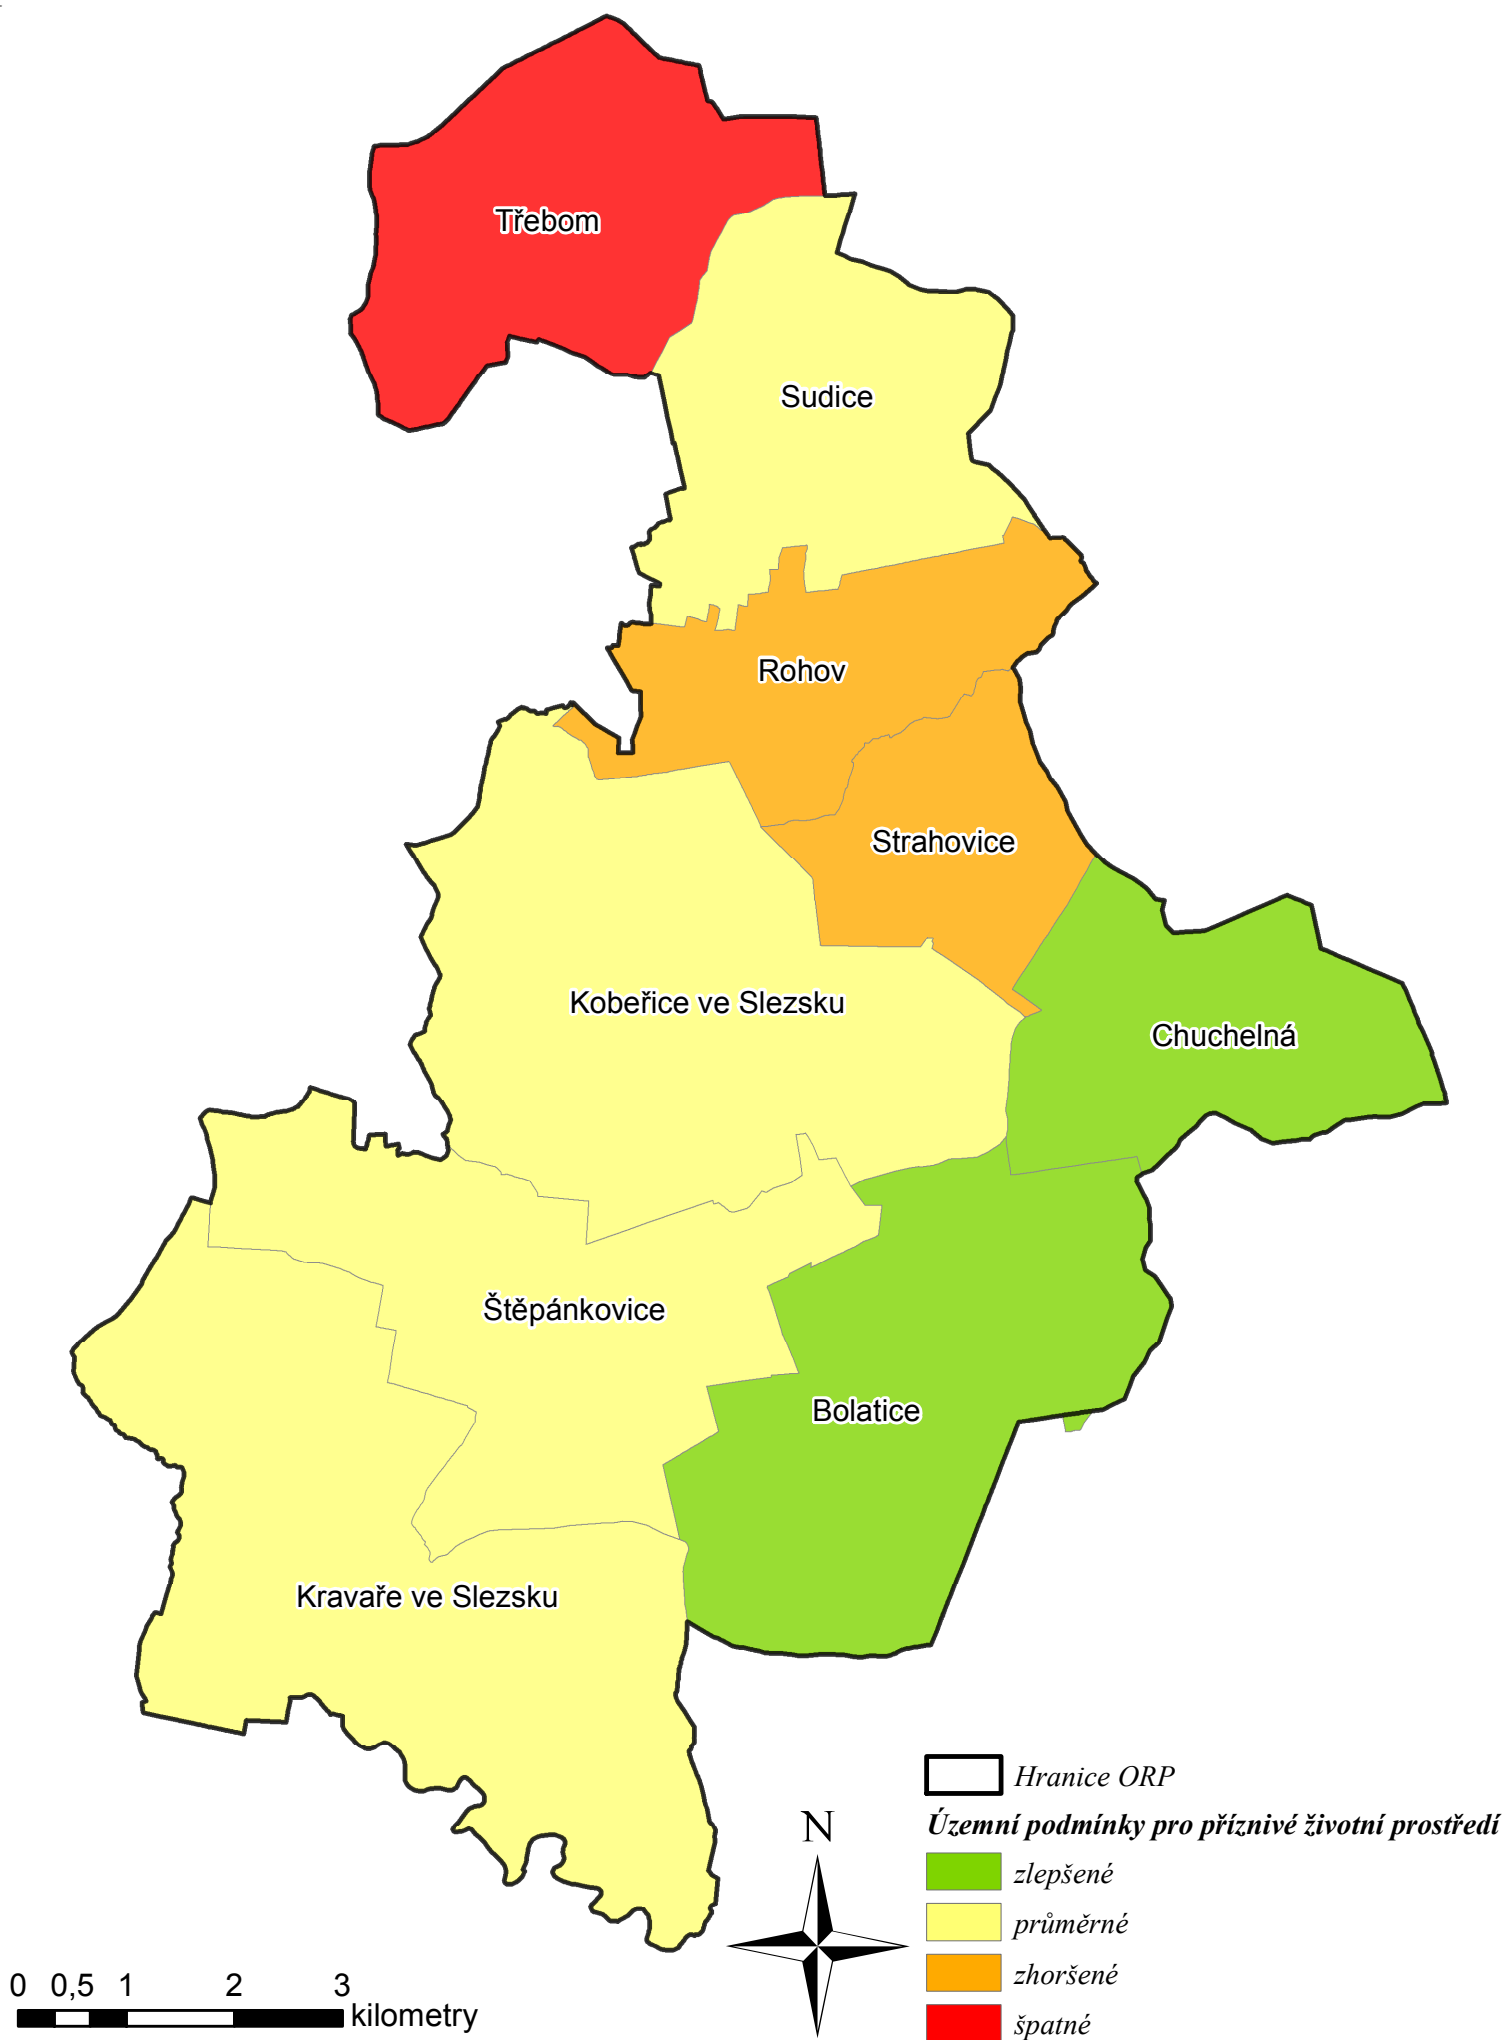 Třebom
Sudice
Rohov
Strahovice
Kobeřice ve Slezsku
Chuchelná
Štěpánkovice
Bolatice
Kravaře ve Slezsku
Hranice ORP
N
Územní podmínky pro příznivé životní prostředí
zlepšené
průměrné
zhoršené
špatné
0 0,5 1 2 3
kilometry